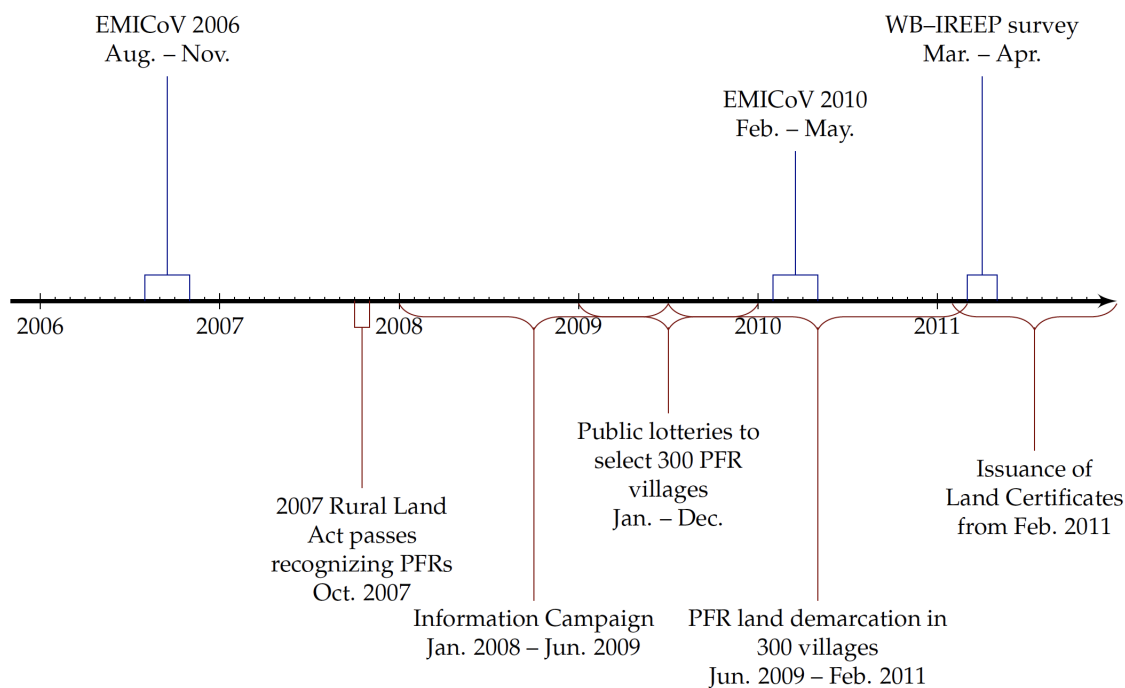 EMICoV 2006
Aug. – Nov.
WB–IREEP survey
Mar. – Apr.
EMICoV 2010
Feb. – May.
2006
2007
2008
2009
2010
2011
Public lotteries to
select 300 PFR
villages
Jan. – Dec.
Issuance of
Land Certificates
from Feb. 2011
2007 Rural Land
Act passes
recognizing PFRs
Oct. 2007
Information Campaign
Jan. 2008 – Jun. 2009
PFR land demarcation in
300 villages
Jun. 2009 – Feb. 2011